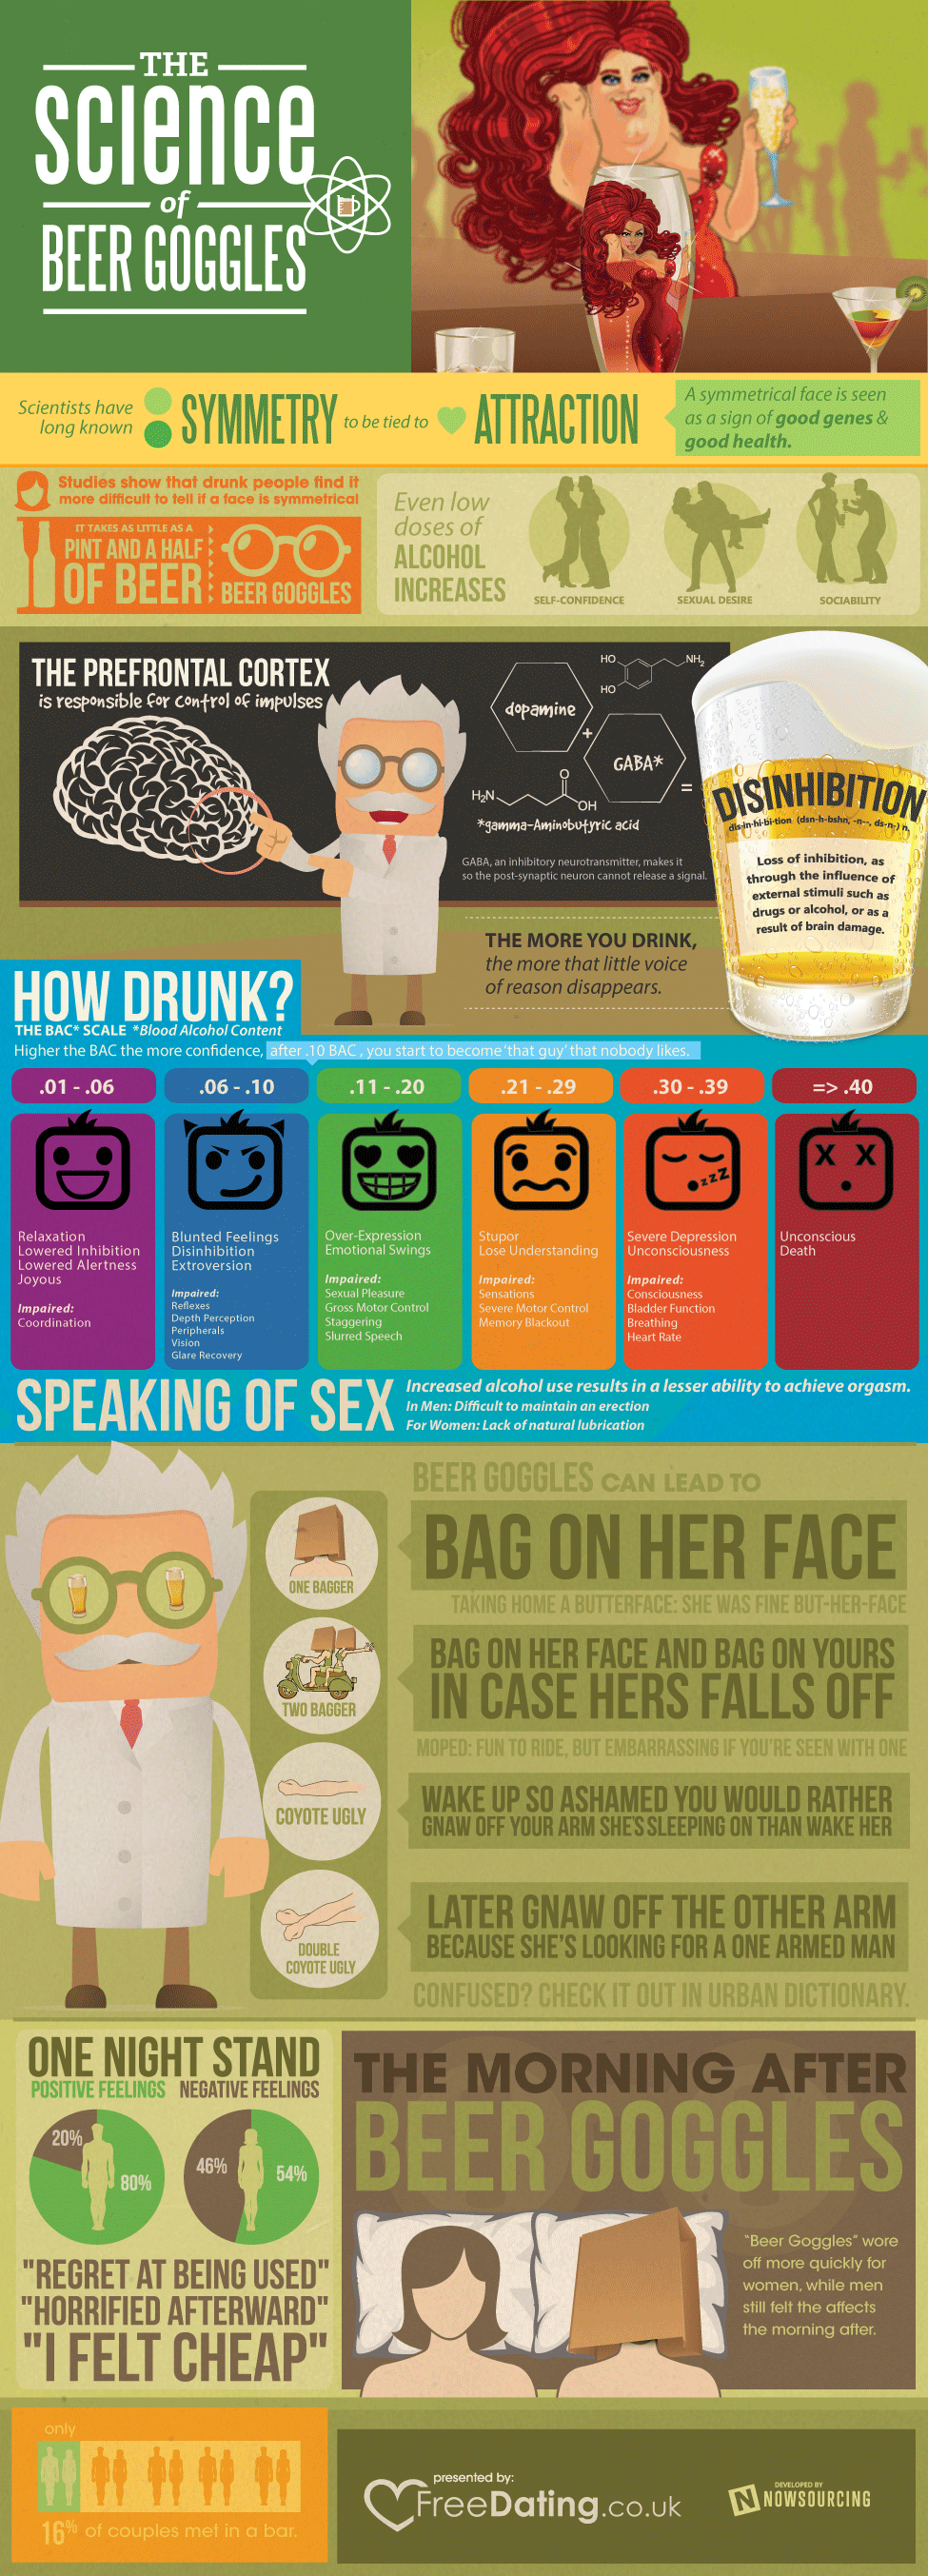 THE
SCIENCE
of
BEER GOGGLES
Scientists have
long known
SYMMETRY to be tied to ATTRACTION
A symmetrical face is seen
as a sign of good genes &
good health.
Studies show that drunk people find it
more difficult to tell if a face is symmetrical
IT TAKES AS LITTLE AS A
PINT AND A HALF
OF BEER
BEER GOGGLES
Even low
doses of
ALCOHOL
INCREASES
SELF-CONFIDENCE
SEXUAL DESIRE
SOCIABILITY
THE PREFRONTAL CORTEX
is responsible for control of impulses
HO
NH2
HO
dopamine
+
GABA*
=
O
H2N
OH
*gamma-Aminobutyric acid
GABA, an inhibitory neurotransmitter, makes it
so the post-synaptic neuron cannot release a signal.
DISINHIBITION
dis·in·hi·bi·tion (dsn-h-bshn, -n--, ds-n-) n.
Loss of inhibition, as
through the influence of
external stimuli such as
drugs or alcohol, or as a
result of brain damage.
THE MORE YOU DRINK,
the more that little voice
of reason disappears.
HOW DRUNK?
THE BAC* SCALE *Blood Alcohol Content
Higher the BAC the more confidence, after .10 BAC , you start to become 'that guy' that nobody likes.
.01 - .06
.06 - .10
.11 - .20
.21 - .29
.30 - .39
=> .40
Relaxation
Lowered Inhibition
Lowered Alertness
Joyous
Impaired:
Coordination
Blunted Feelings
Disinhibition
Extroversion
Impaired:
Reflexes
Depth Perception
Peripherals
Vision
Glare Recovery
Over-Expression
Emotional Swings
Impaired:
Sexual Pleasure
Gross Motor Control
Staggering
Slurred Speech
Stupor
Lose Understanding
Impaired:
Sensations
Severe Motor Control
Memory Blackout
zzZ
Severe Depression
Unconsciousness
Impaired:
Consciousness
Bladder Function
Breathing
Heart Rate
X X
Unconscious
Death
SPEAKING OF SEX
Increased alcohol use results in a lesser ability to achieve orgasm.
In Men: Difficult to maintain an erection
For Women: Lack of natural lubrication
BEER GOGGLES CAN LEAD TO
ONE BAGGER
BAG ON HER FACE
TAKING HOME A BUTTERFACE: SHE WAS FINE BUT-HER-FACE
TWO BAGGER
BAG ON HER FACE AND BAG ON YOURS
IN CASE HERS FALLS OFF
MOPED: FUN TO RIDE, BUT EMBARRASSING IF YOU'RE SEEN WITH ONE
COYOTE UGLY
WAKE UP SO ASHAMED YOU WOULD RATHER
GNAW OFF YOUR ARM SHE'S SLEEPING ON THAN WAKE HER
DOUBLE
COYOTE UGLY
LATER GNAW OFF THE OTHER ARM
BECAUSE SHE'S LOOKING FOR A ONE ARMED MAN
CONFUSED? CHECK IT OUT IN URBAN DICTIONARY.
ONE NIGHT STAND
POSITIVE FEELINGS NEGATIVE FEELINGS
20%
80%
46%
54%
"REGRET AT BEING USED"
"HORRIFIED AFTERWARD"
"I FELT CHEAP"
THE MORNING AFTER
BEER GOGGLES
"Beer Goggles" wore
off more quickly for
women, while men
still felt the affects
the morning after.
only
16% of couples met in a bar.
presented by:
FreeDating.co.uk
DEVELOPED BY
N NOWSOURCING